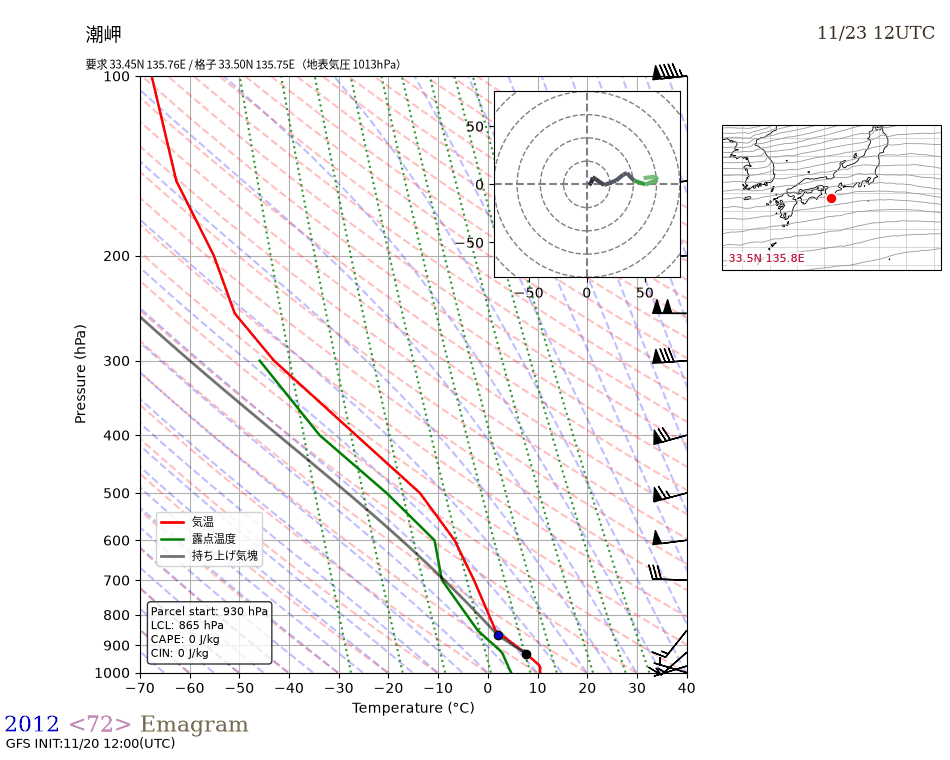 潮岬
11/23 12UTC
要求 33.45N 135.76E / 格子 33.50N 135.75E（地表気圧 1013hPa）
100
200
300
400
500
600
700
800
900
1000
Pressure (hPa)
50
0
−50
−50 0 50
33.5N 135.8E
気温
露点温度
持ち上げ気塊
Parcel start: 930 hPa
LCL: 865 hPa
CAPE: 0 J/kg
CIN: 0 J/kg
−70 −60 −50 −40 −30 −20 −10 0 10 20 30 40
Temperature (°C)
2012 <72> Emagram
GFS INIT:11/20 12:00(UTC)